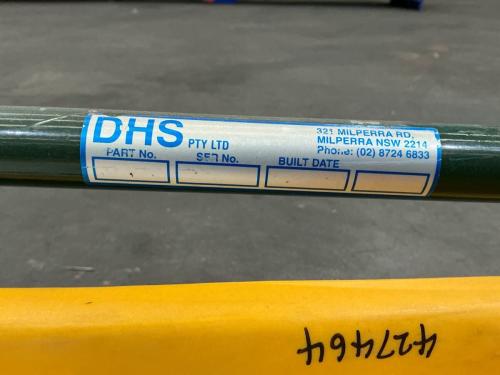 DHS PTY LTD
321 MILPERRA RD,
MILPERRA NSW 2214
Phone: (02) 8724 6833
PART No. SER No. BUILT DATE
427464